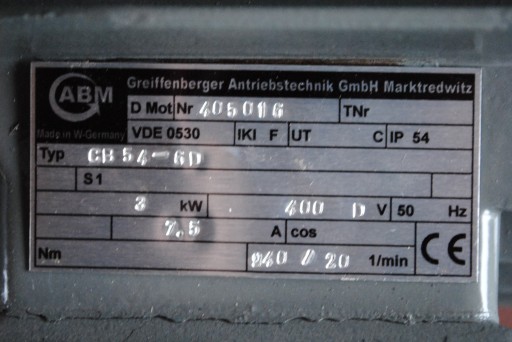 ABM Greiffenberger Antriebstechnik GmbH Marktredwitz
D Mot Nr 405016 TNr
Made in W-Germany VDE 0530 IKI F UT C IP 54
Typ CB 54-6D
S1
3 kW 400 D V 50 Hz
7.5 A cos
Nm 940 / 20 1/min CE